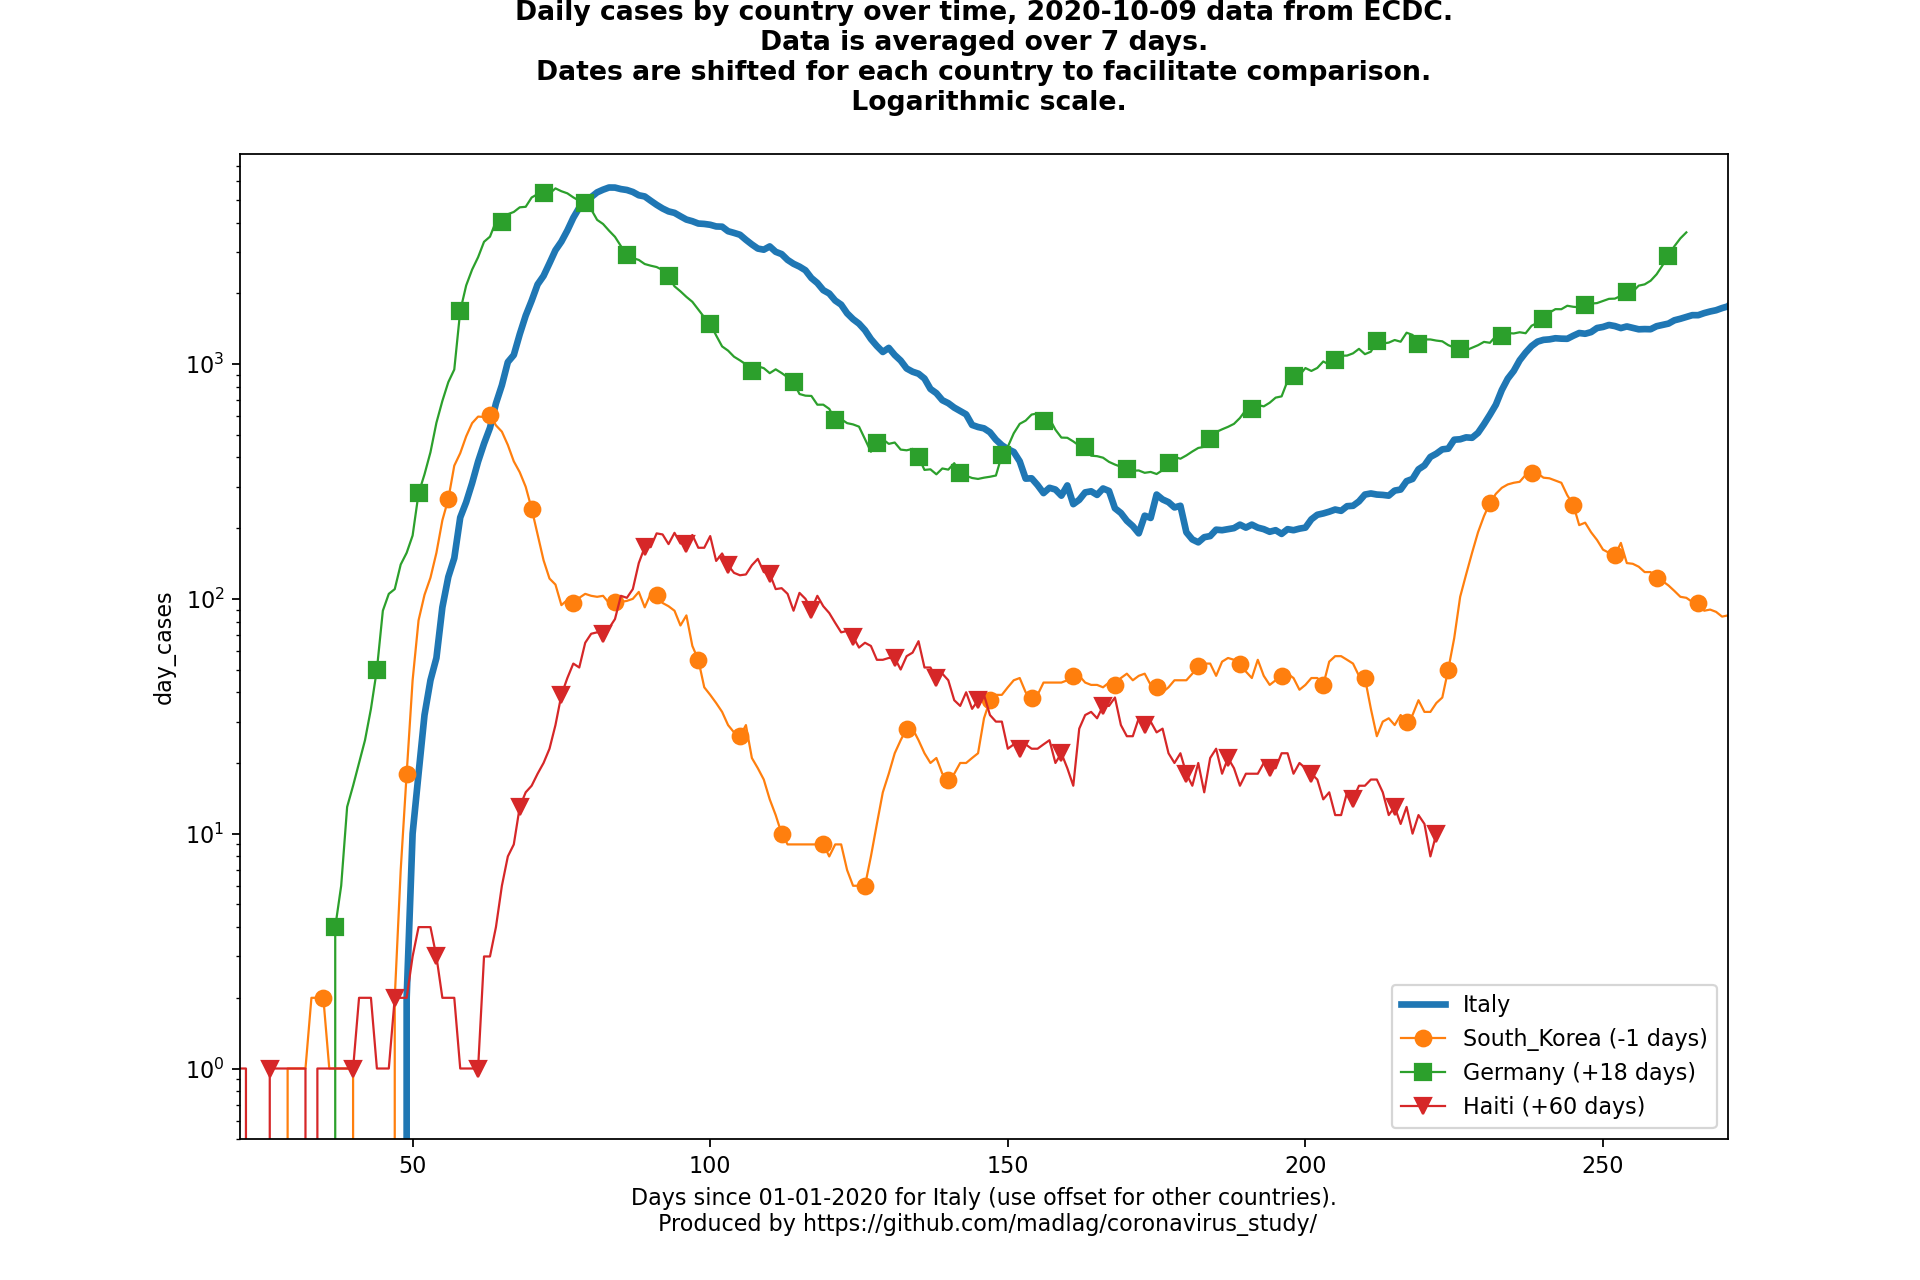 Daily cases by country over time, 2020-10-09 data from ECDC.
Data is averaged over 7 days.
Dates are shifted for each country to facilitate comparison.
Logarithmic scale.
day_cases
10³
10²
10¹
10⁰
50 100 150 200 250
Italy
South_Korea (-1 days)
Germany (+18 days)
Haiti (+60 days)
Days since 01-01-2020 for Italy (use offset for other countries).
Produced by https://github.com/madlag/coronavirus_study/